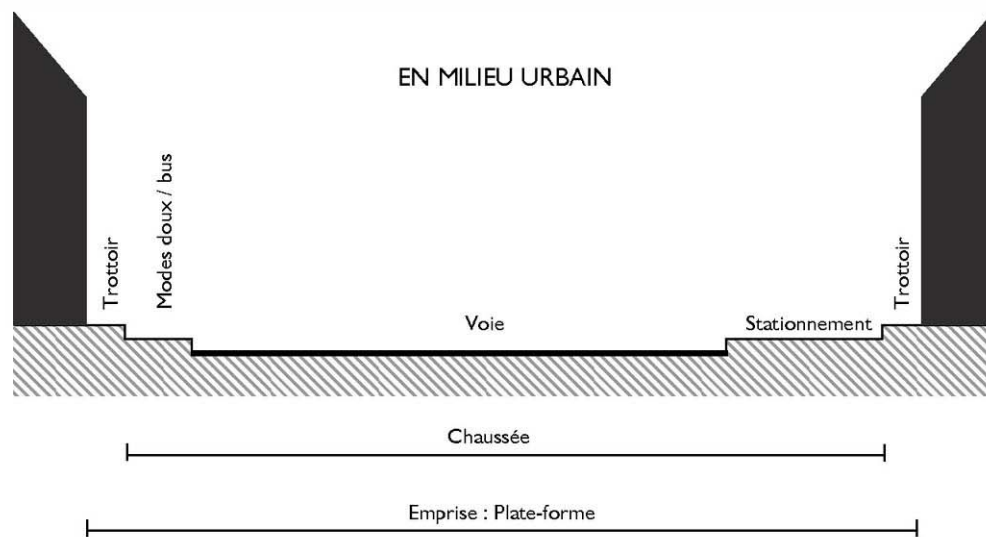 EN MILIEU URBAIN
Trottoir
Modes doux / bus
Voie
Stationnement
Trottoir
Chaussée
Emprise : Plate-forme